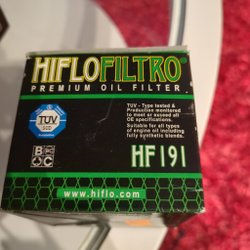 HIFLOFILTRO®
PREMIUM OIL FILTER
TÜV
SÜD
TUV - Type tested &
Production monitored
to meet or exceed all
OE specifications.
Suitable for all types
of engine oil including
fully synthetic blends.
HF191
www.hiflo.com